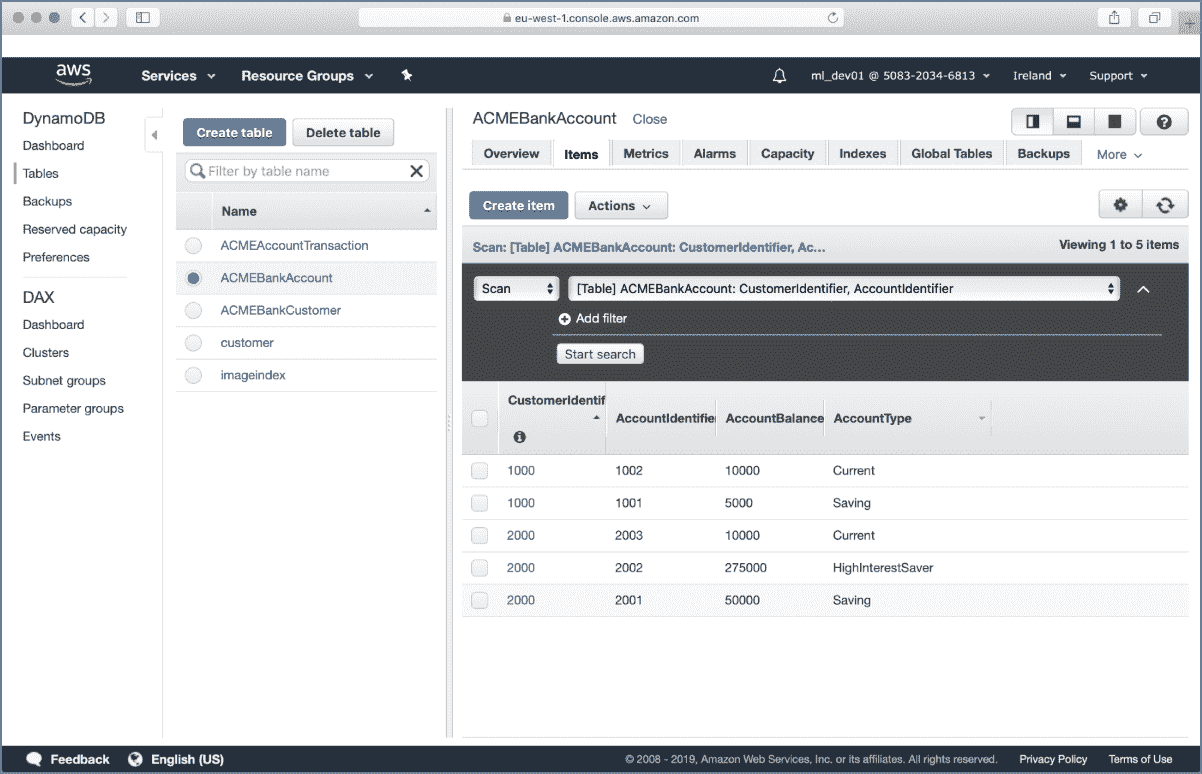 eu-west-1.console.aws.amazon.com
aws Services Resource Groups ml_dev01 @ 5083-2034-6813 Ireland Support
DynamoDB
Dashboard
Tables
Backups
Reserved capacity
Preferences
DAX
Dashboard
Clusters
Subnet groups
Parameter groups
Events
Create table Delete table
Filter by table name
Name
ACMEAccountTransaction
ACMEBankAccount
ACMEBankCustomer
customer
imageindex
ACMEBankAccount Close
Overview Items Metrics Alarms Capacity Indexes Global Tables Backups More
Create item Actions
Scan: [Table] ACMEBankAccount: CustomerIdentifier, Ac... Viewing 1 to 5 items
Scan [Table] ACMEBankAccount: CustomerIdentifier, AccountIdentifier
Add filter
Start search
CustomerIdentif AccountIdentifie AccountBalance AccountType
1000 1002 10000 Current
1000 1001 5000 Saving
2000 2003 10000 Current
2000 2002 275000 HighInterestSaver
2000 2001 50000 Saving
Feedback English (US) © 2008 - 2019, Amazon Web Services, Inc. or its affiliates. All rights reserved. Privacy Policy Terms of Use